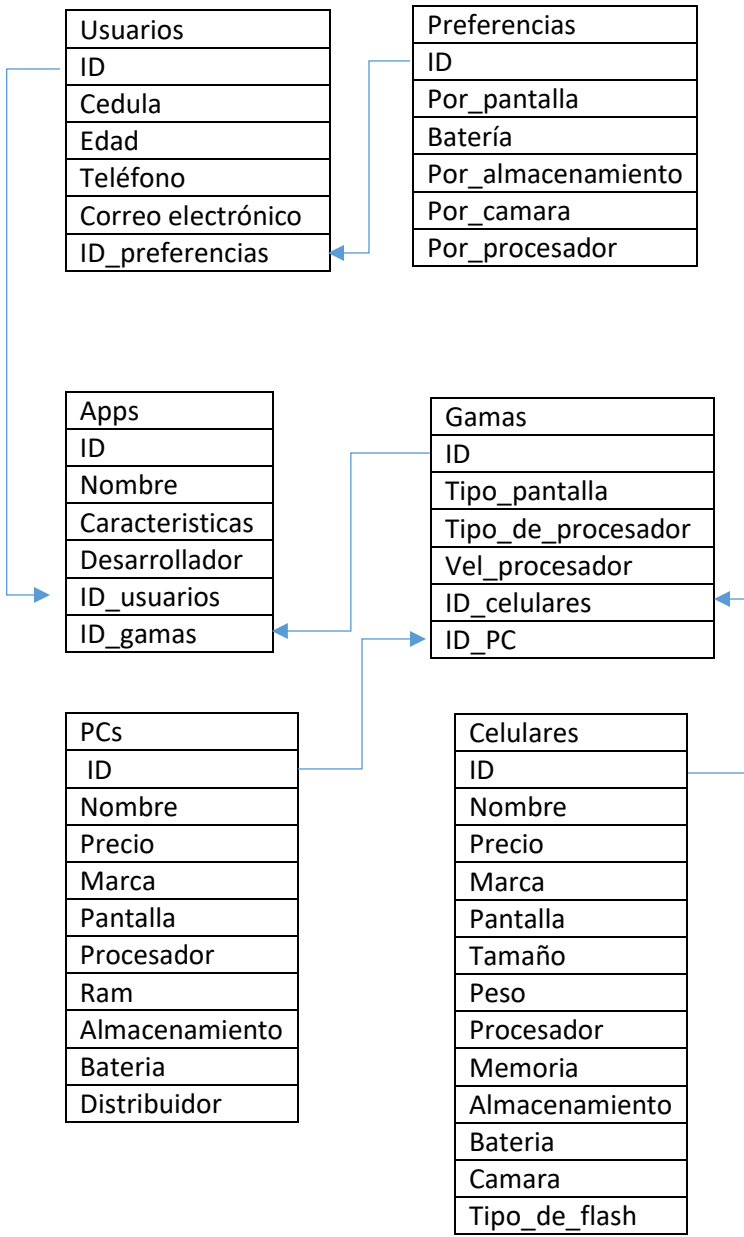 Usuarios
ID
Cedula
Edad
Teléfono
Correo electrónico
ID_preferencias
Preferencias
ID
Por_pantalla
Batería
Por_almacenamiento
Por_camara
Por_procesador
Apps
ID
Nombre
Caracteristicas
Desarrollador
ID_usuarios
ID_gamas
Gamas
ID
Tipo_pantalla
Tipo_de_procesador
Vel_procesador
ID_celulares
ID_PC
PCs
ID
Nombre
Precio
Marca
Pantalla
Procesador
Ram
Almacenamiento
Bateria
Distribuidor
Celulares
ID
Nombre
Precio
Marca
Pantalla
Tamaño
Peso
Procesador
Memoria
Almacenamiento
Bateria
Camara
Tipo_de_flash